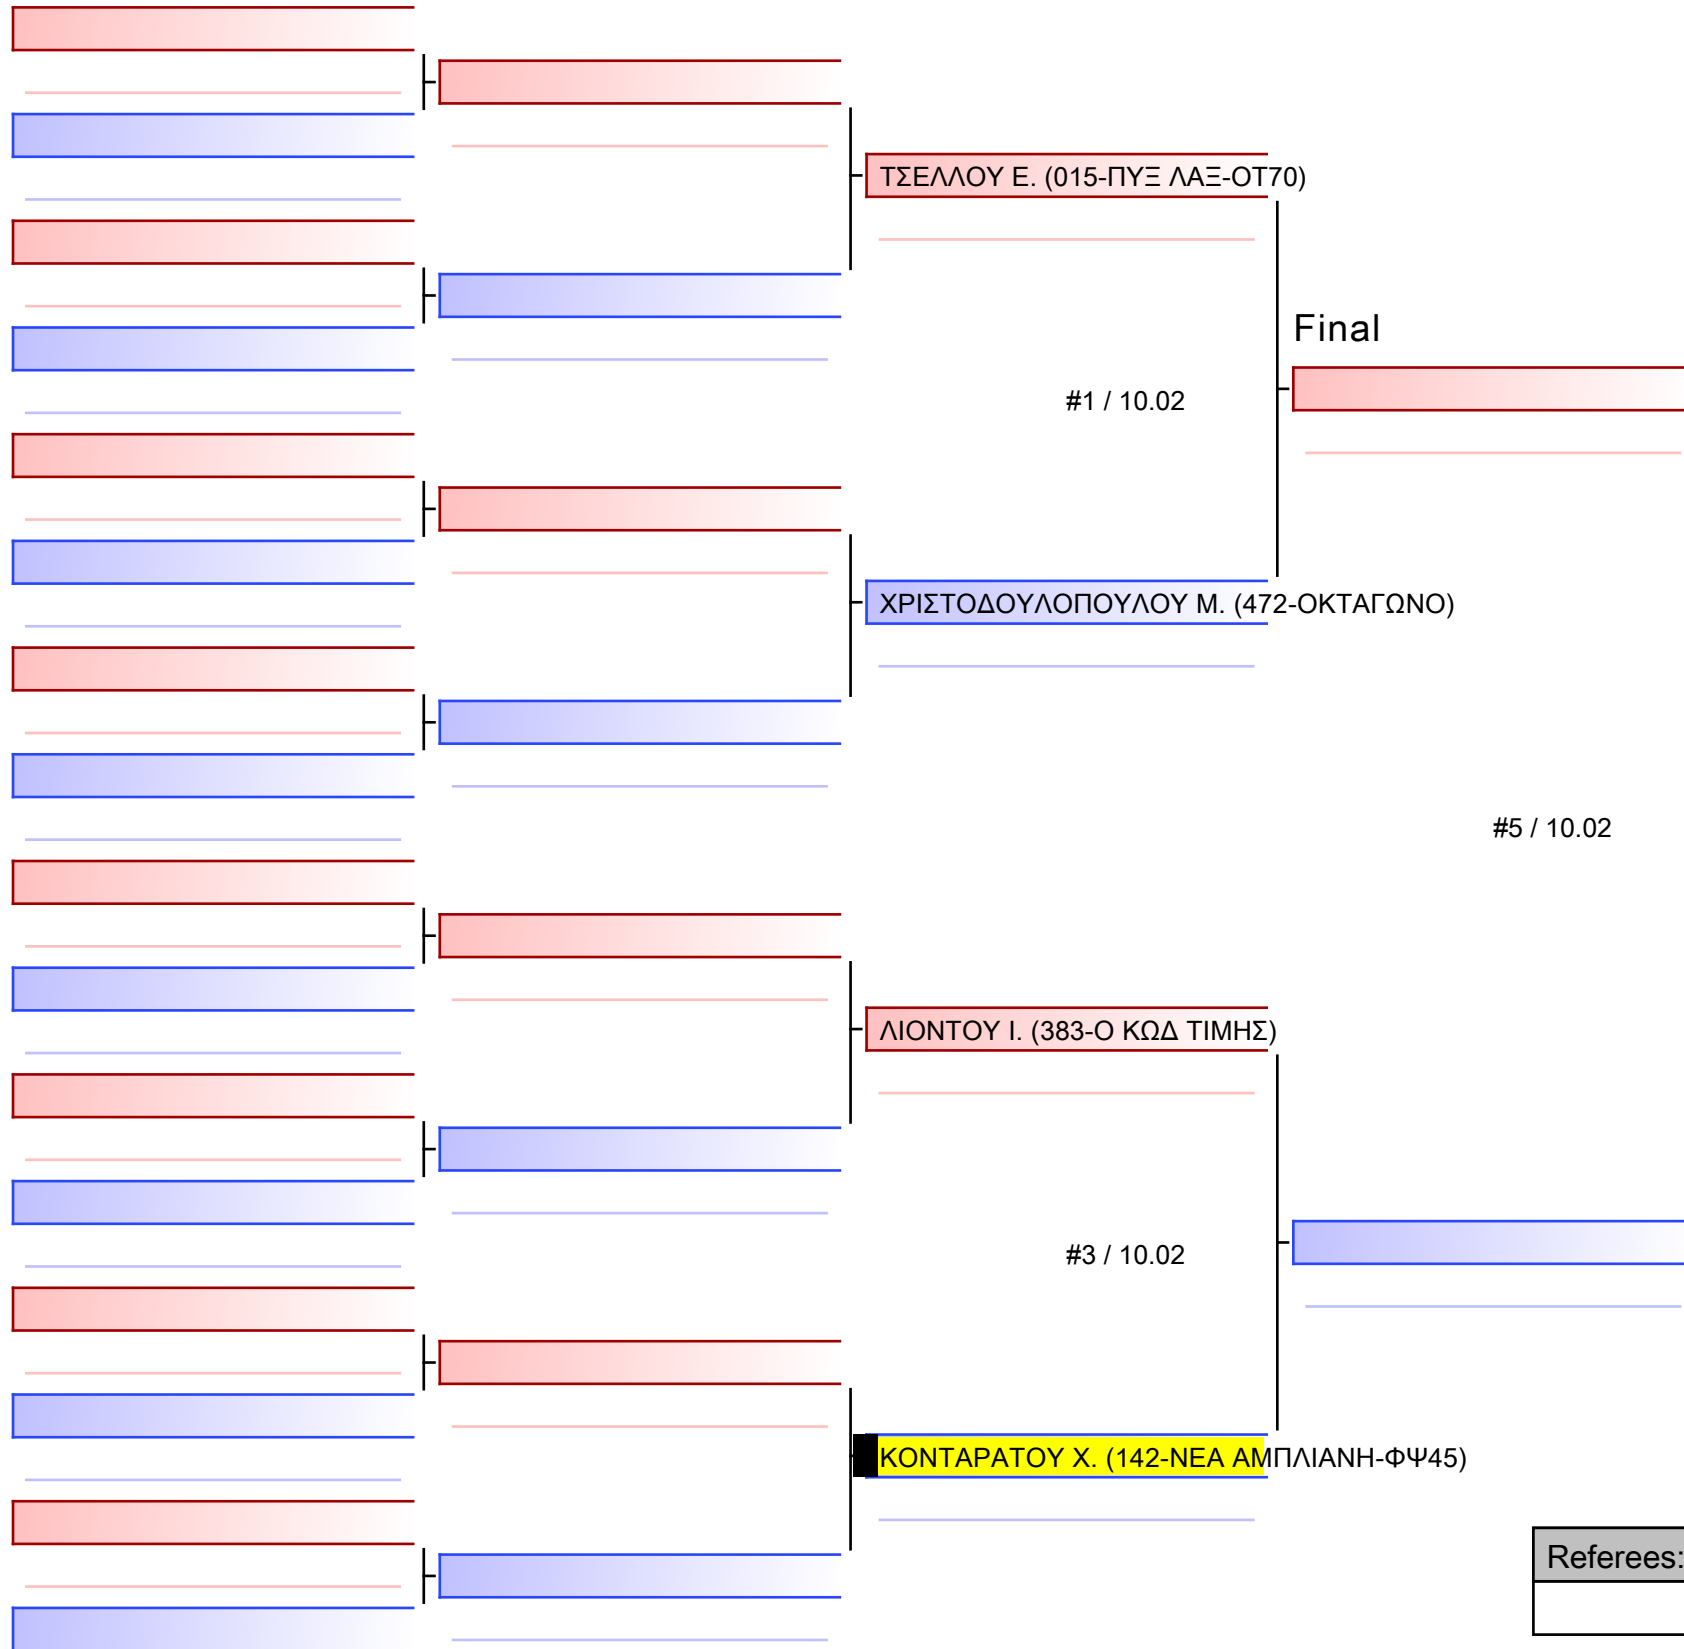 ΤΣΕΛΛΟΥ Ε. (015-ΠΥΞ ΛΑΞ-ΟΤ70)
Final
#1 / 10.02
ΧΡΙΣΤΟΔΟΥΛΟΠΟΥΛΟΥ Μ. (472-ΟΚΤΑΓΩΝΟ)
#5 / 10.02
ΛΙΟΝΤΟΥ Ι. (383-Ο ΚΩΔ ΤΙΜΗΣ)
#3 / 10.02
ΚΟΝΤΑΡΑΤΟΥ Χ. (142-ΝΕΑ ΑΜΠΛΙΑΝΗ-ΦΨ45)
Referees: